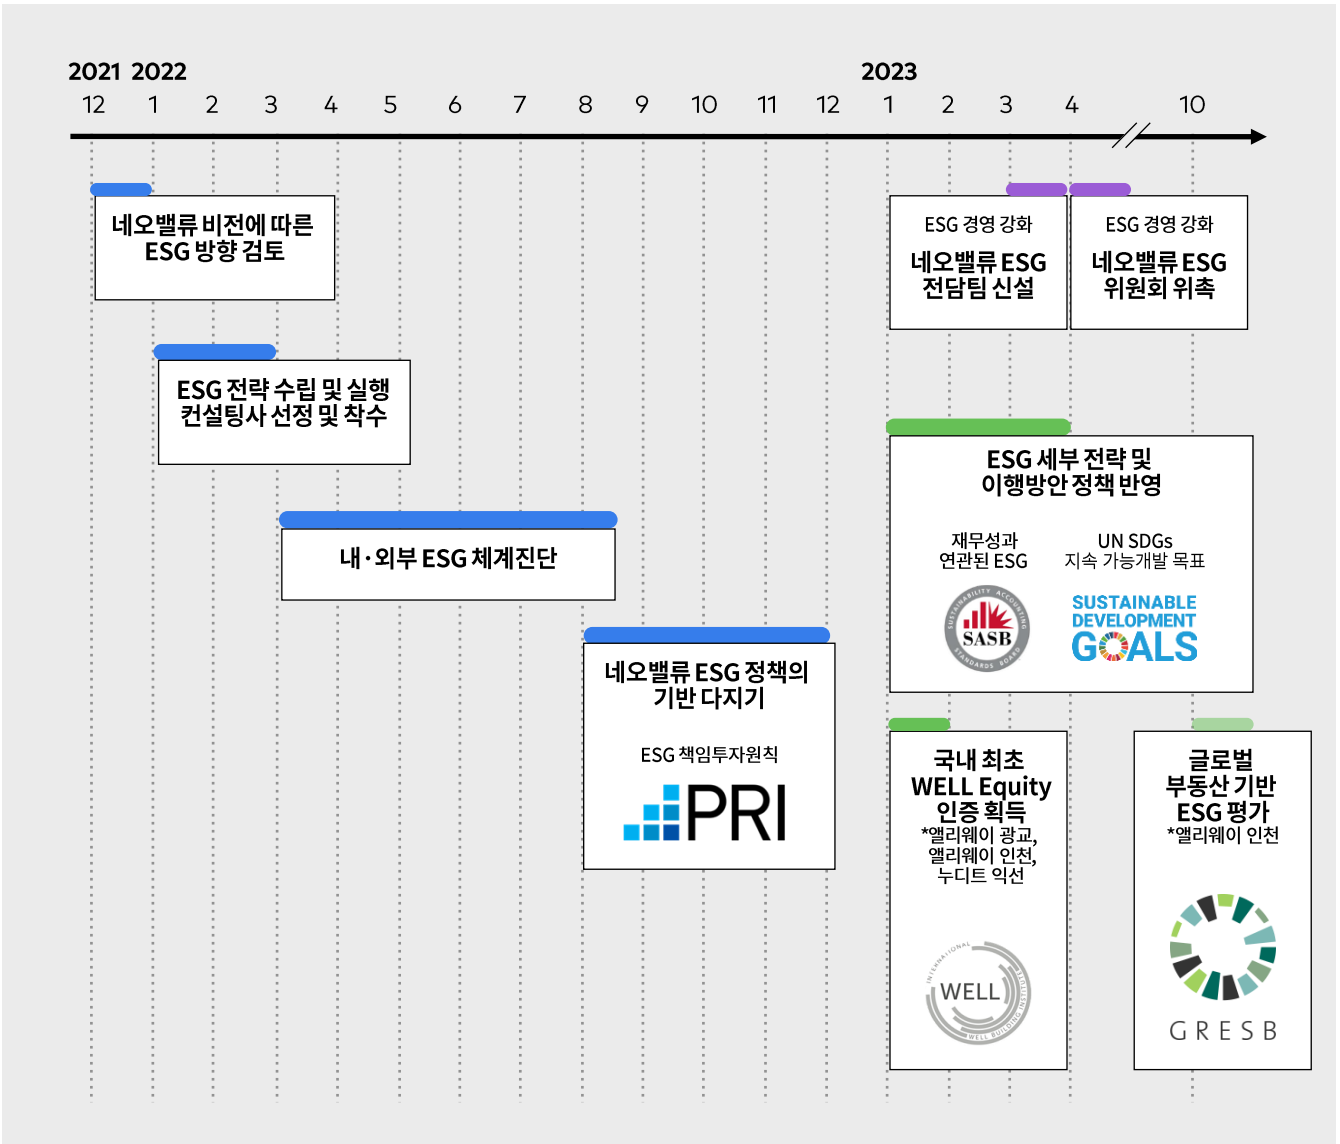 2021 2022 2023
12 1 2 3 4 5 6 7 8 9 10 11 12 1 2 3 4 10
네오밸류 비전에 따른
ESG 방향 검토
ESG 경영 강화
네오밸류 ESG
전담팀 신설
ESG 경영 강화
네오밸류 ESG
위원회 위촉
ESG 전략 수립 및 실행
컨설팅사 선정 및 착수
내·외부 ESG 체계진단
ESG 세부 전략 및
이행방안 정책 반영
재무성과
연관된 ESG
SUSTAINABILITY ACCOUNTING
SASB
STANDARDS BOARD
UN SDGs
지속 가능개발 목표
SUSTAINABLE
DEVELOPMENT
GOALS
네오밸류 ESG 정책의
기반 다지기
ESG 책임투자원칙
PRI
국내 최초
WELL Equity
인증 획득
*앨리웨이 광교,
앨리웨이 인천,
누디트 익선
INTERNATIONAL
WELL
WELL BUILDING INSTITUTE
글로벌
부동산 기반
ESG 평가
*앨리웨이 인천
GRESB